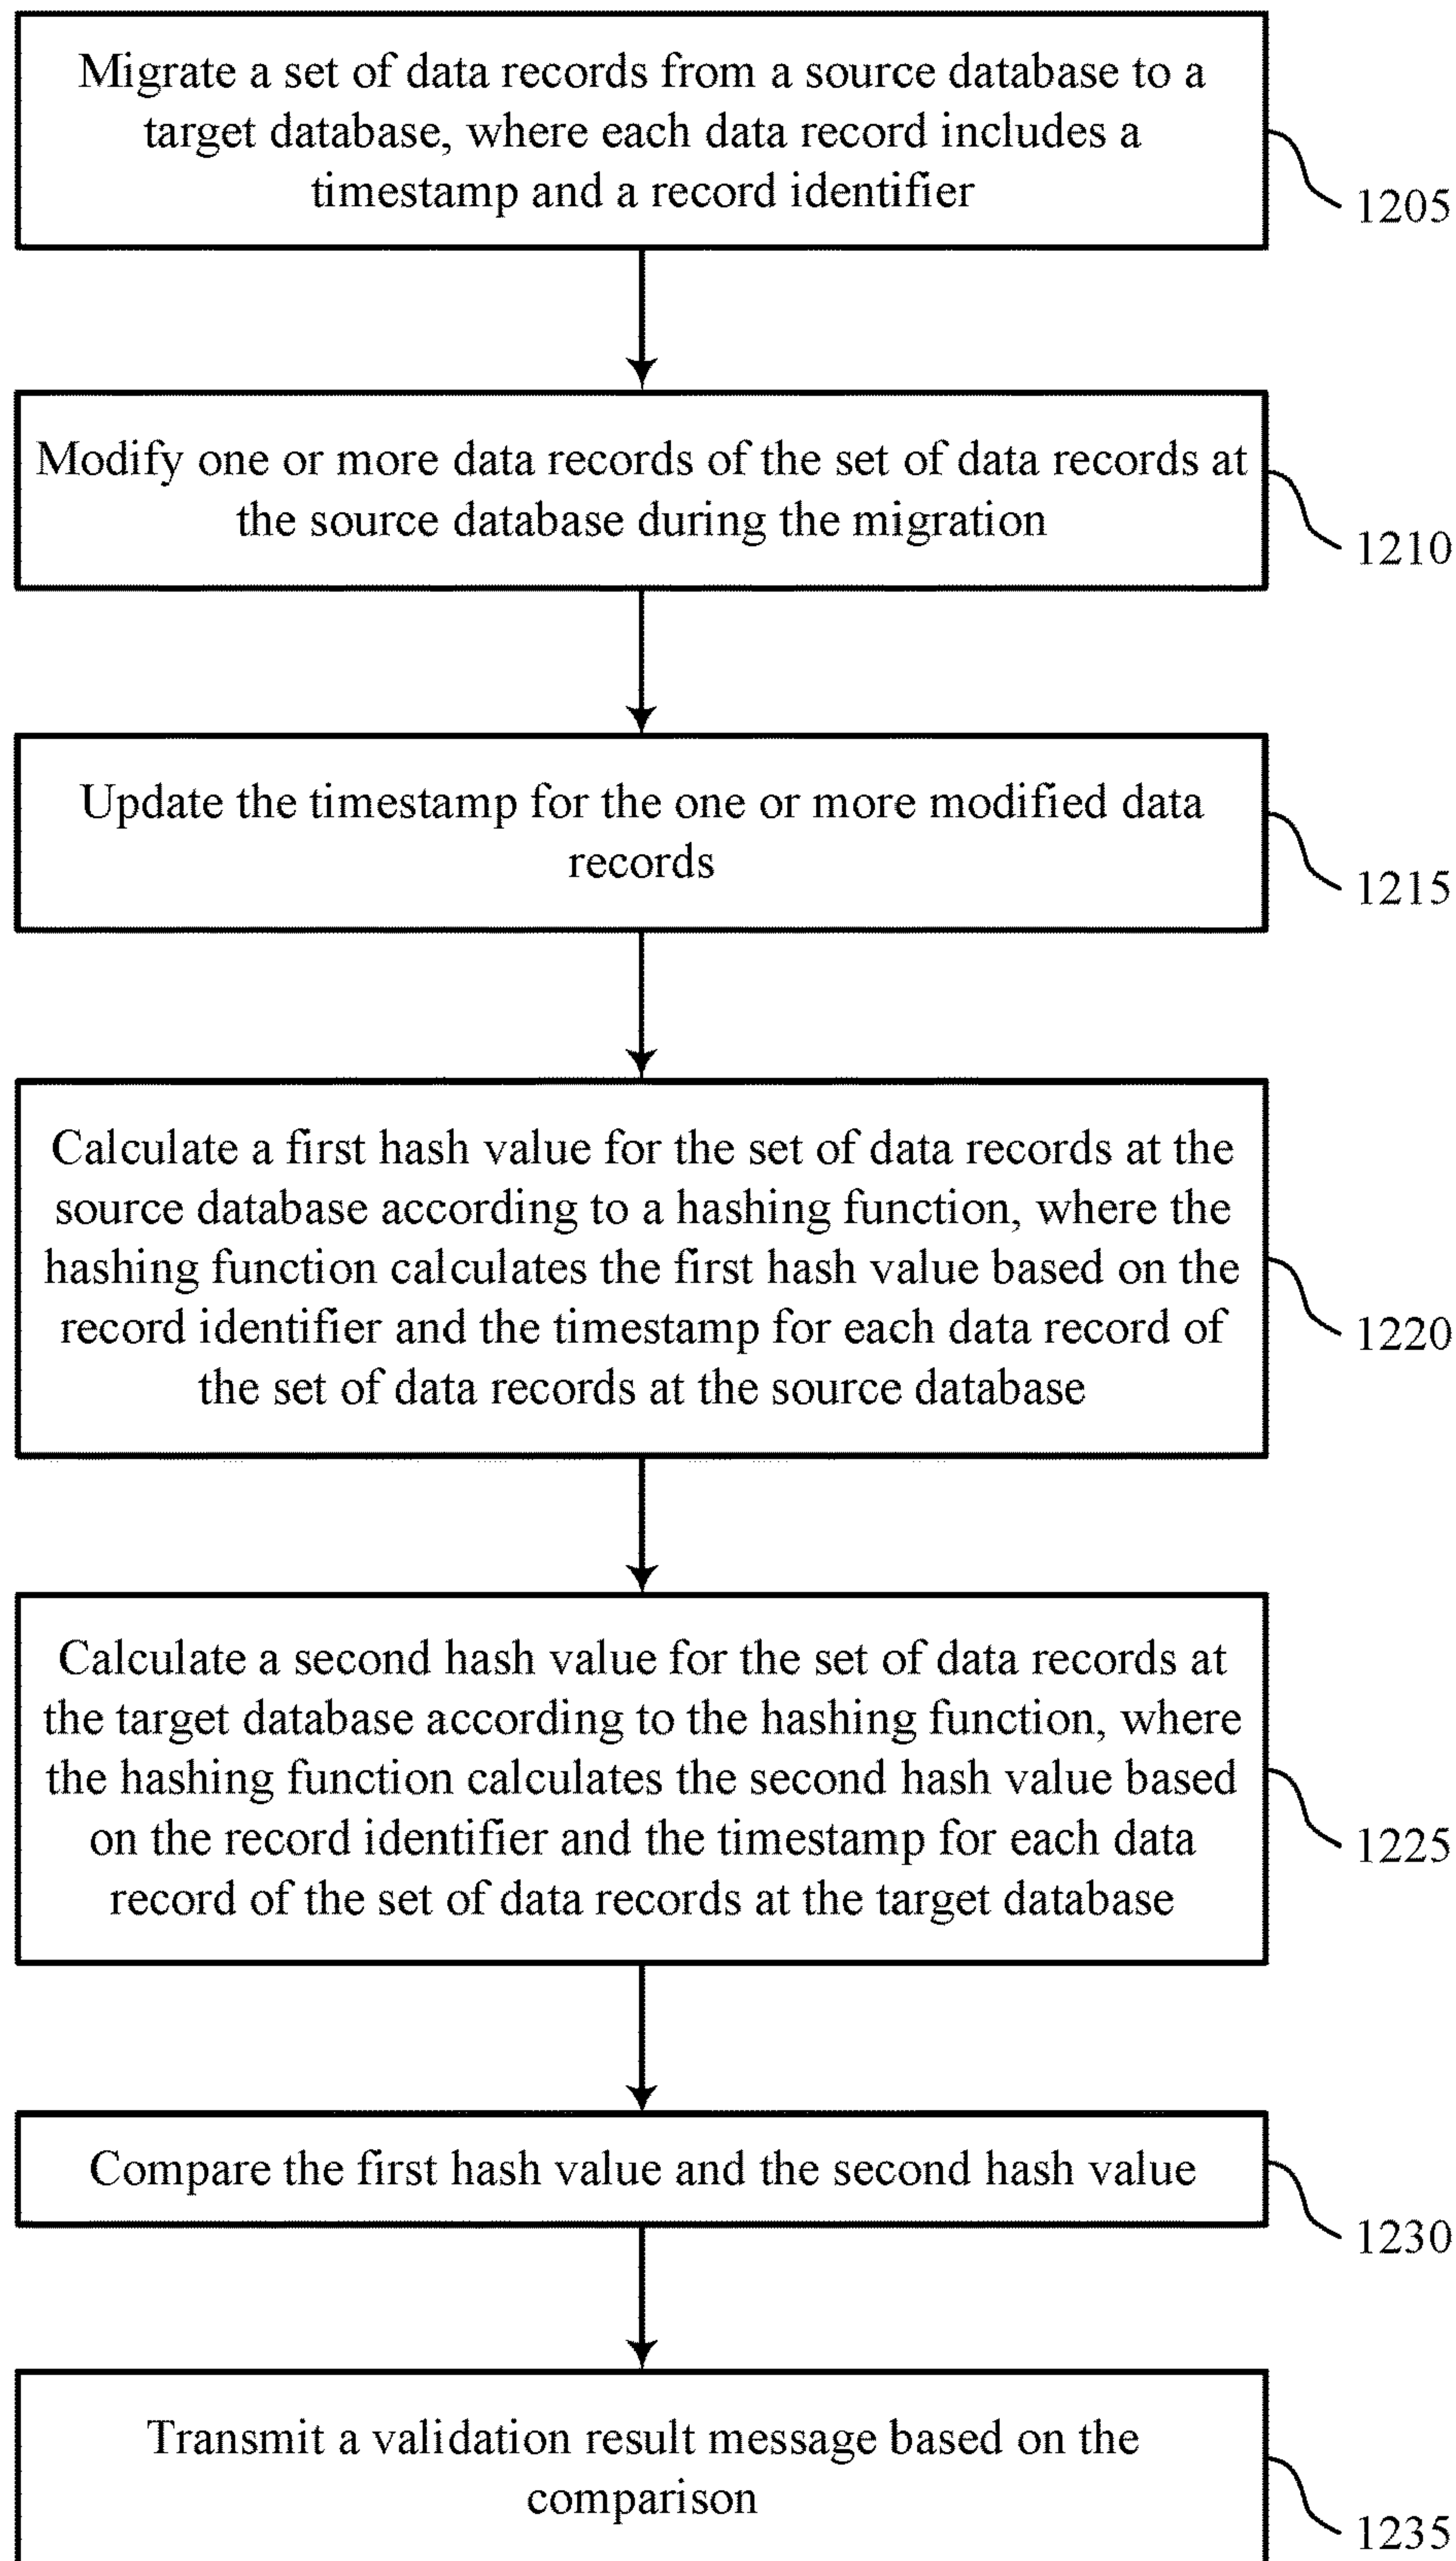 Migrate a set of data records from a source database to a
target database, where each data record includes a
timestamp and a record identifier
1205
Modify one or more data records of the set of data records at
the source database during the migration
1210
Update the timestamp for the one or more modified data
records
1215
Calculate a first hash value for the set of data records at the
source database according to a hashing function, where the
hashing function calculates the first hash value based on the
record identifier and the timestamp for each data record of
the set of data records at the source database
1220
Calculate a second hash value for the set of data records at
the target database according to the hashing function, where
the hashing function calculates the second hash value based
on the record identifier and the timestamp for each data
record of the set of data records at the target database
1225
Compare the first hash value and the second hash value
1230
Transmit a validation result message based on the
comparison
1235